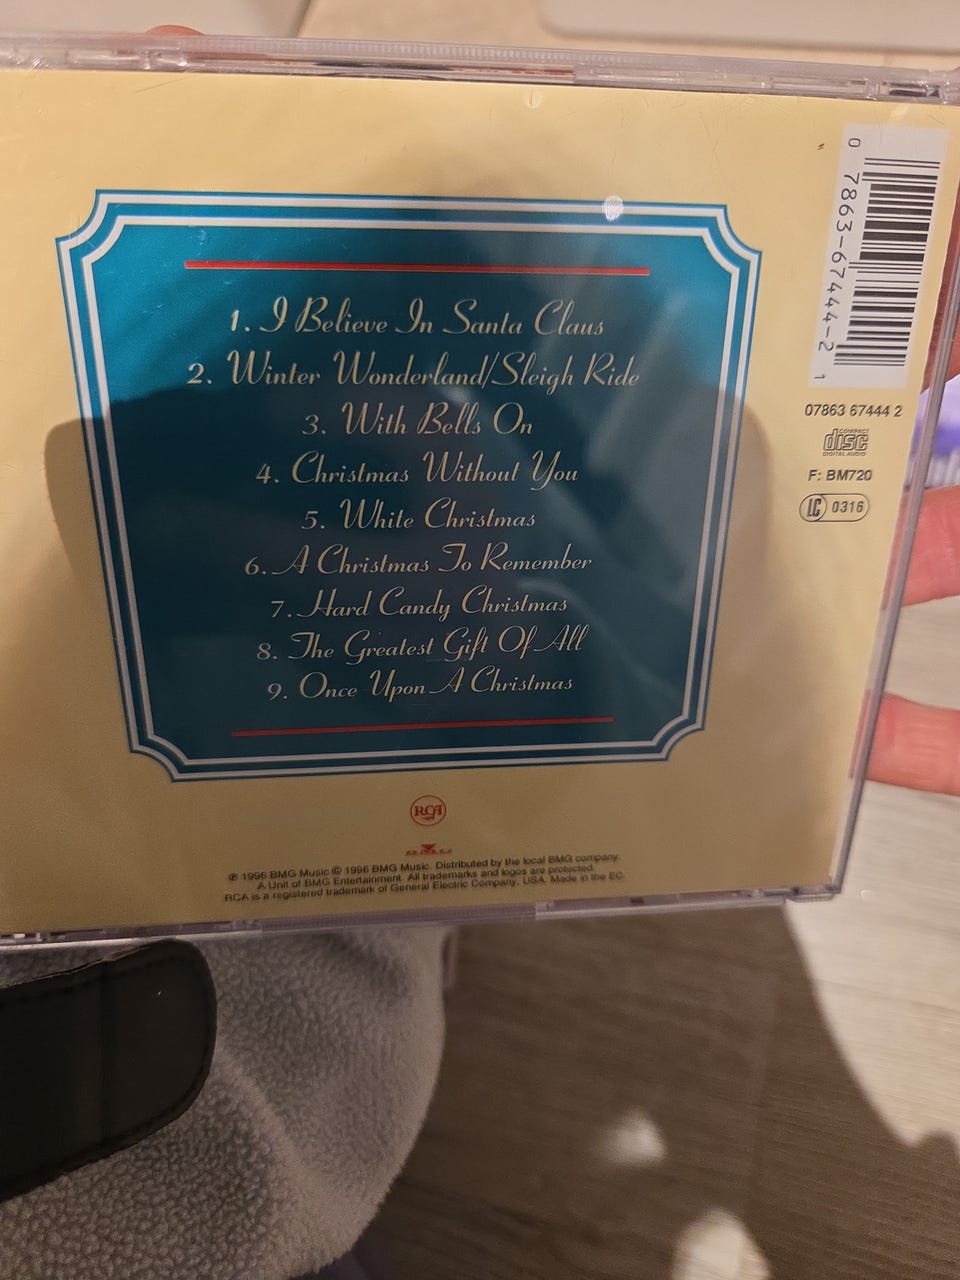 1. I Believe In Santa Claus
2. Winter Wonderland/Sleigh Ride
3. With Bells On
4. Christmas Without You
5. White Christmas
6. A Christmas To Remember
7. Hard Candy Christmas
8. The Greatest Gift Of All
9. Once Upon A Christmas
0 7863-67444-2 1
07863 67444 2
COMPACT
disc
DIGITAL AUDIO
F: BM720
LC 0316
RCA
BMG
℗ 1996 BMG Music © 1996 BMG Music. Distributed by the local BMG company.
A Unit of BMG Entertainment. All trademarks and logos are protected.
RCA is a registered trademark of General Electric Company, USA. Made in the EC.